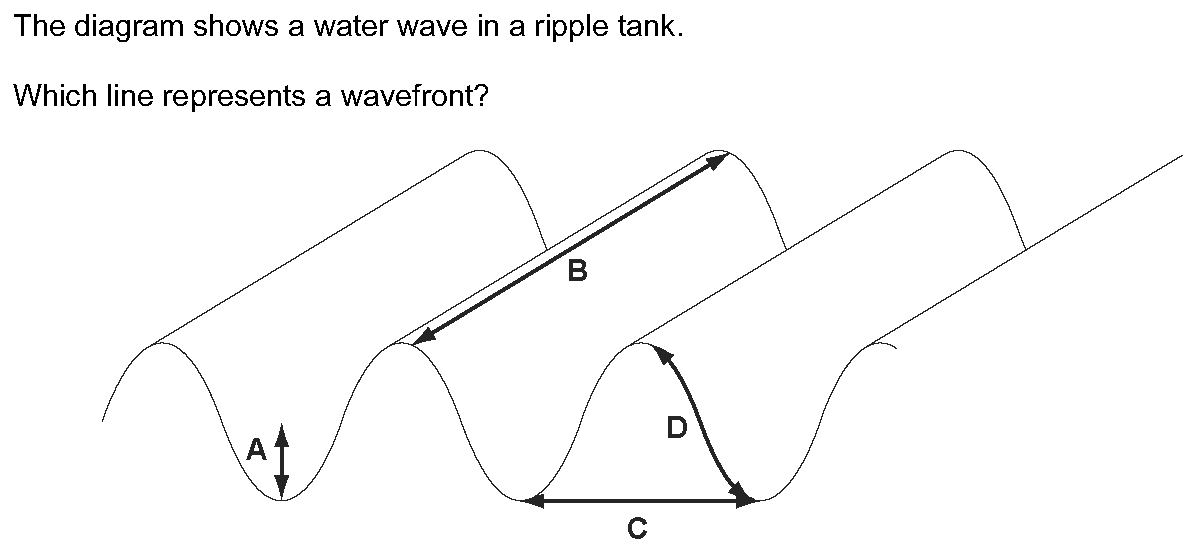 The diagram shows a water wave in a ripple tank.
Which line represents a wavefront?
B
D
A
C